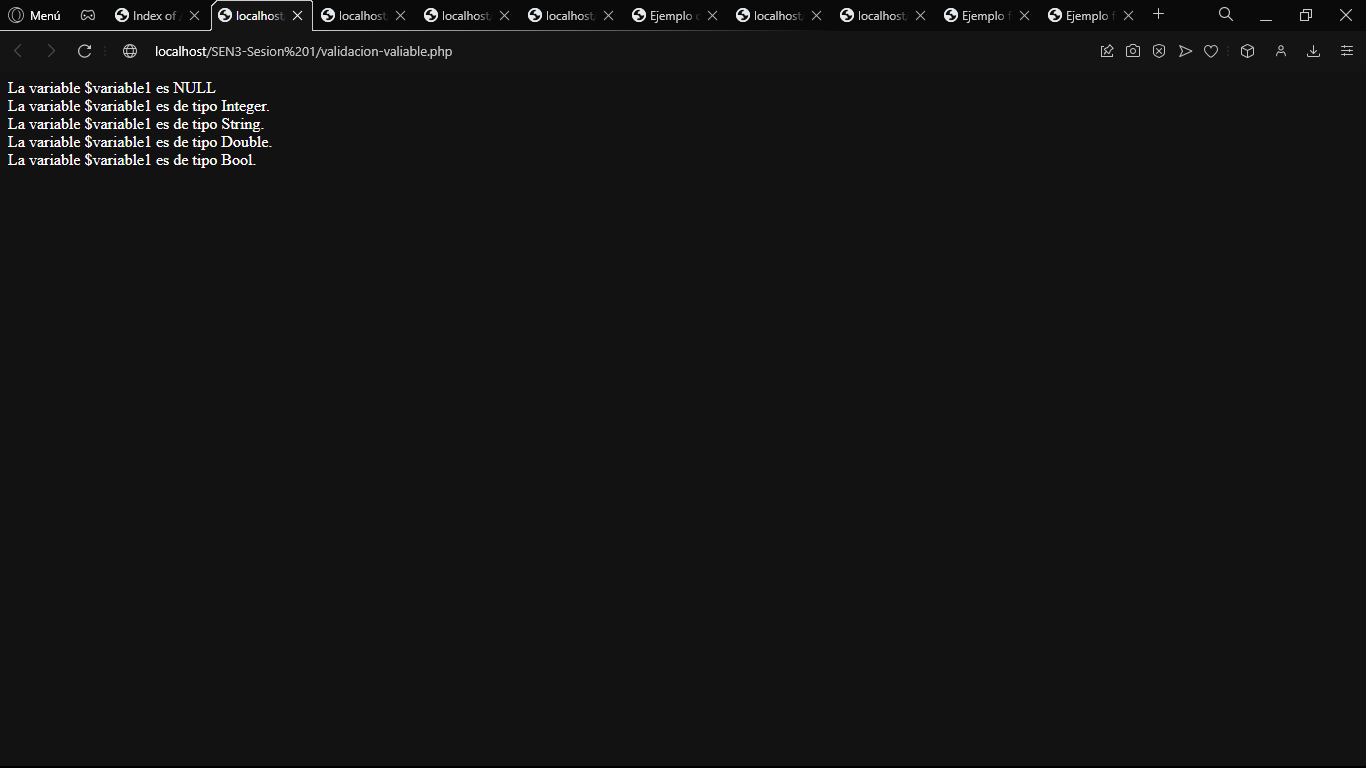 Menú
Index of
localhost
localhost
localhost
localhost
Ejemplo
localhost
localhost
Ejemplo
Ejemplo
localhost/SEN3-Sesion%201/validacion-valiable.php
La variable $variable1 es NULL
La variable $variable1 es de tipo Integer.
La variable $variable1 es de tipo String.
La variable $variable1 es de tipo Double.
La variable $variable1 es de tipo Bool.